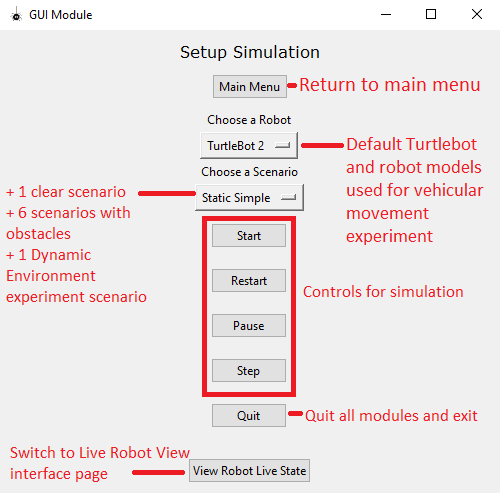 GUI Module
Setup Simulation
Main Menu
Return to main menu
Choose a Robot
TurtleBot 2
Default Turtlebot
and robot models
used for vehicular
movement
experiment
Choose a Scenario
Static Simple
+ 1 clear scenario
+ 6 scenarios with
obstacles
+ 1 Dynamic
Environment
experiment scenario
Start
Restart
Pause
Step
Controls for simulation
Quit
Quit all modules and exit
Switch to Live Robot View
interface page
View Robot Live State